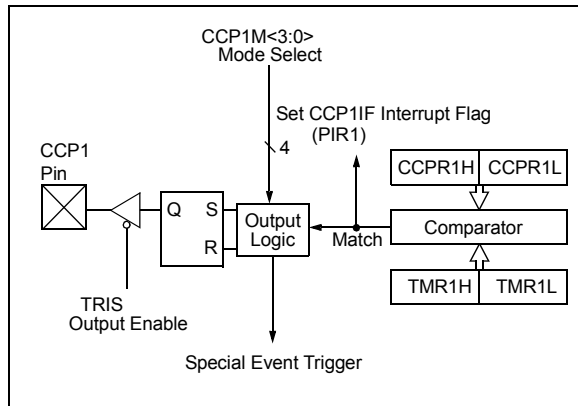 CCP1M<3:0>
Mode Select
Set CCP1IF Interrupt Flag
(PIR1)
4
CCP1
Pin
CCPR1H CCPR1L
Q S
R
Output
Logic
Match
Comparator
TRIS
Output Enable
TMR1H TMR1L
Special Event Trigger